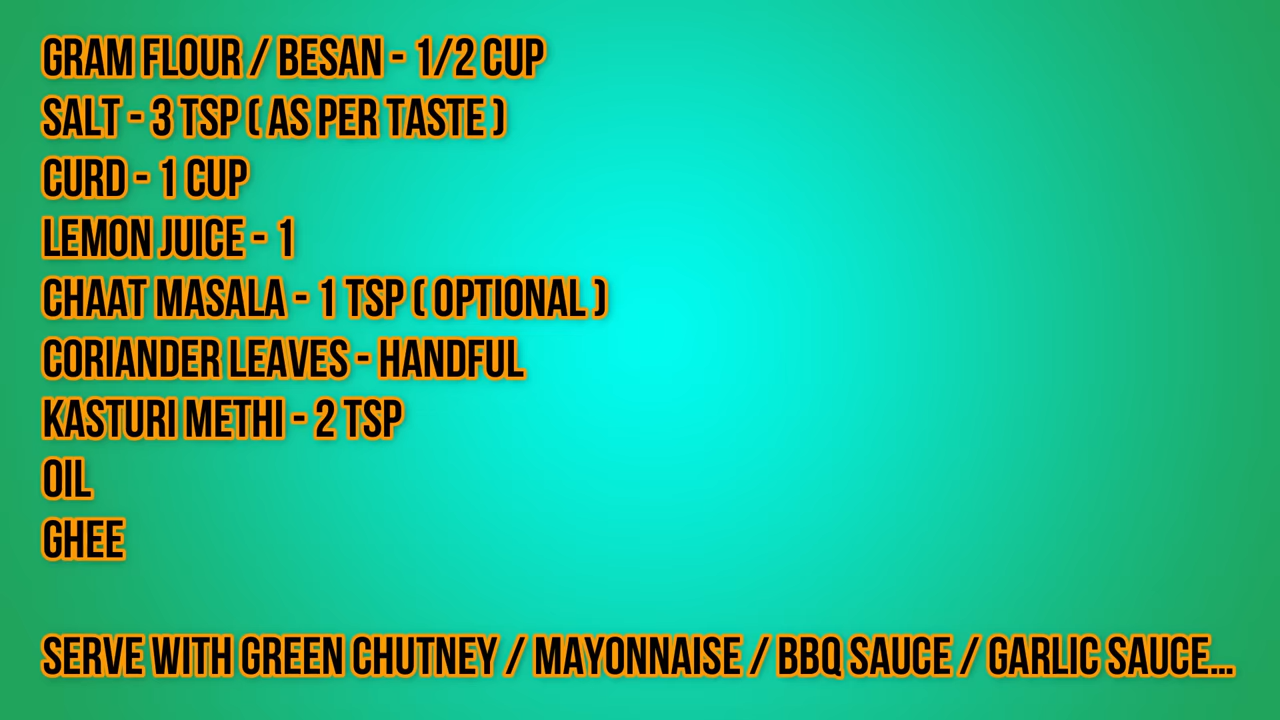 GRAM FLOUR / BESAN - 1/2 CUP
SALT - 3 TSP ( AS PER TASTE )
CURD - 1 CUP
LEMON JUICE - 1
CHAAT MASALA - 1 TSP ( OPTIONAL )
CORIANDER LEAVES - HANDFUL
KASTURI METHI - 2 TSP
OIL
GHEE
SERVE WITH GREEN CHUTNEY / MAYONNAISE / BBQ SAUCE / GARLIC SAUCE...